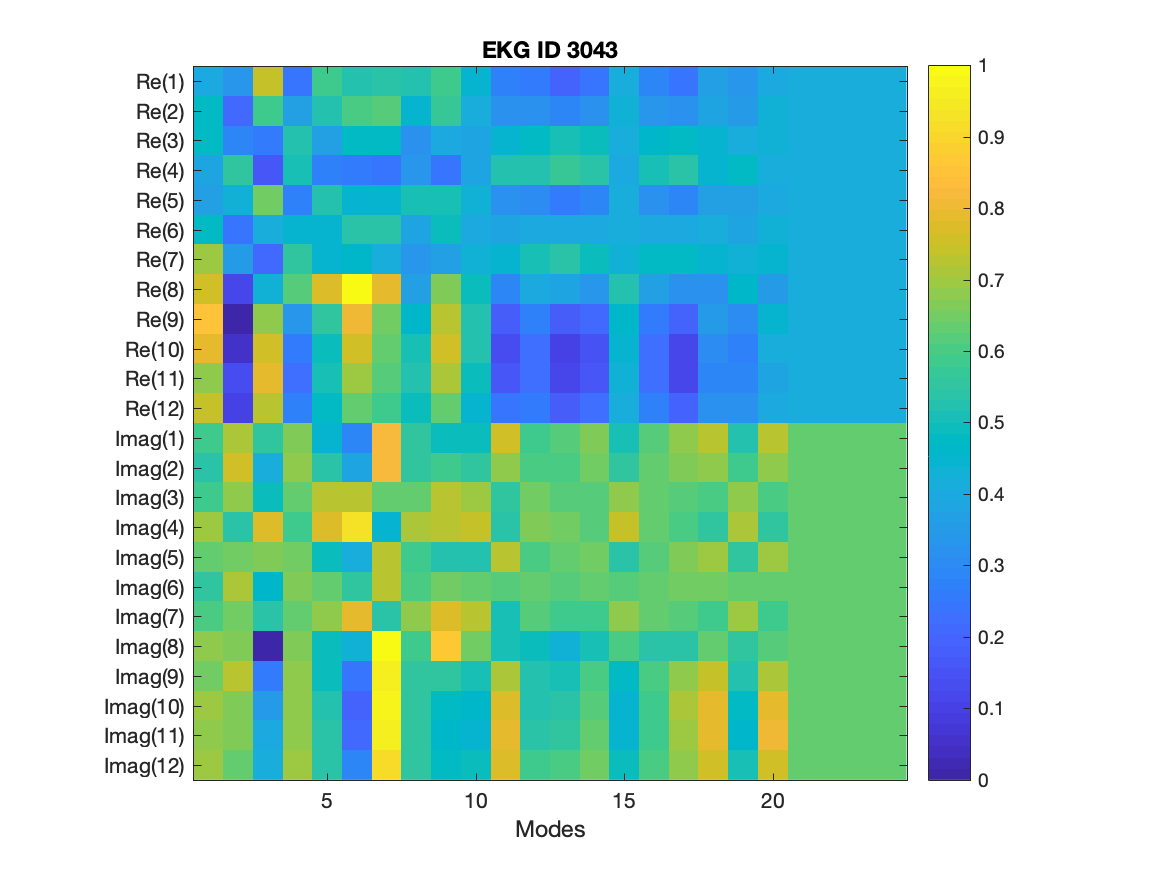 EKG ID 3043
Re(1)
Re(2)
Re(3)
Re(4)
Re(5)
Re(6)
Re(7)
Re(8)
Re(9)
Re(10)
Re(11)
Re(12)
Imag(1)
Imag(2)
Imag(3)
Imag(4)
Imag(5)
Imag(6)
Imag(7)
Imag(8)
Imag(9)
Imag(10)
Imag(11)
Imag(12)
5 10 15 20
Modes
1
0.9
0.8
0.7
0.6
0.5
0.4
0.3
0.2
0.1
0